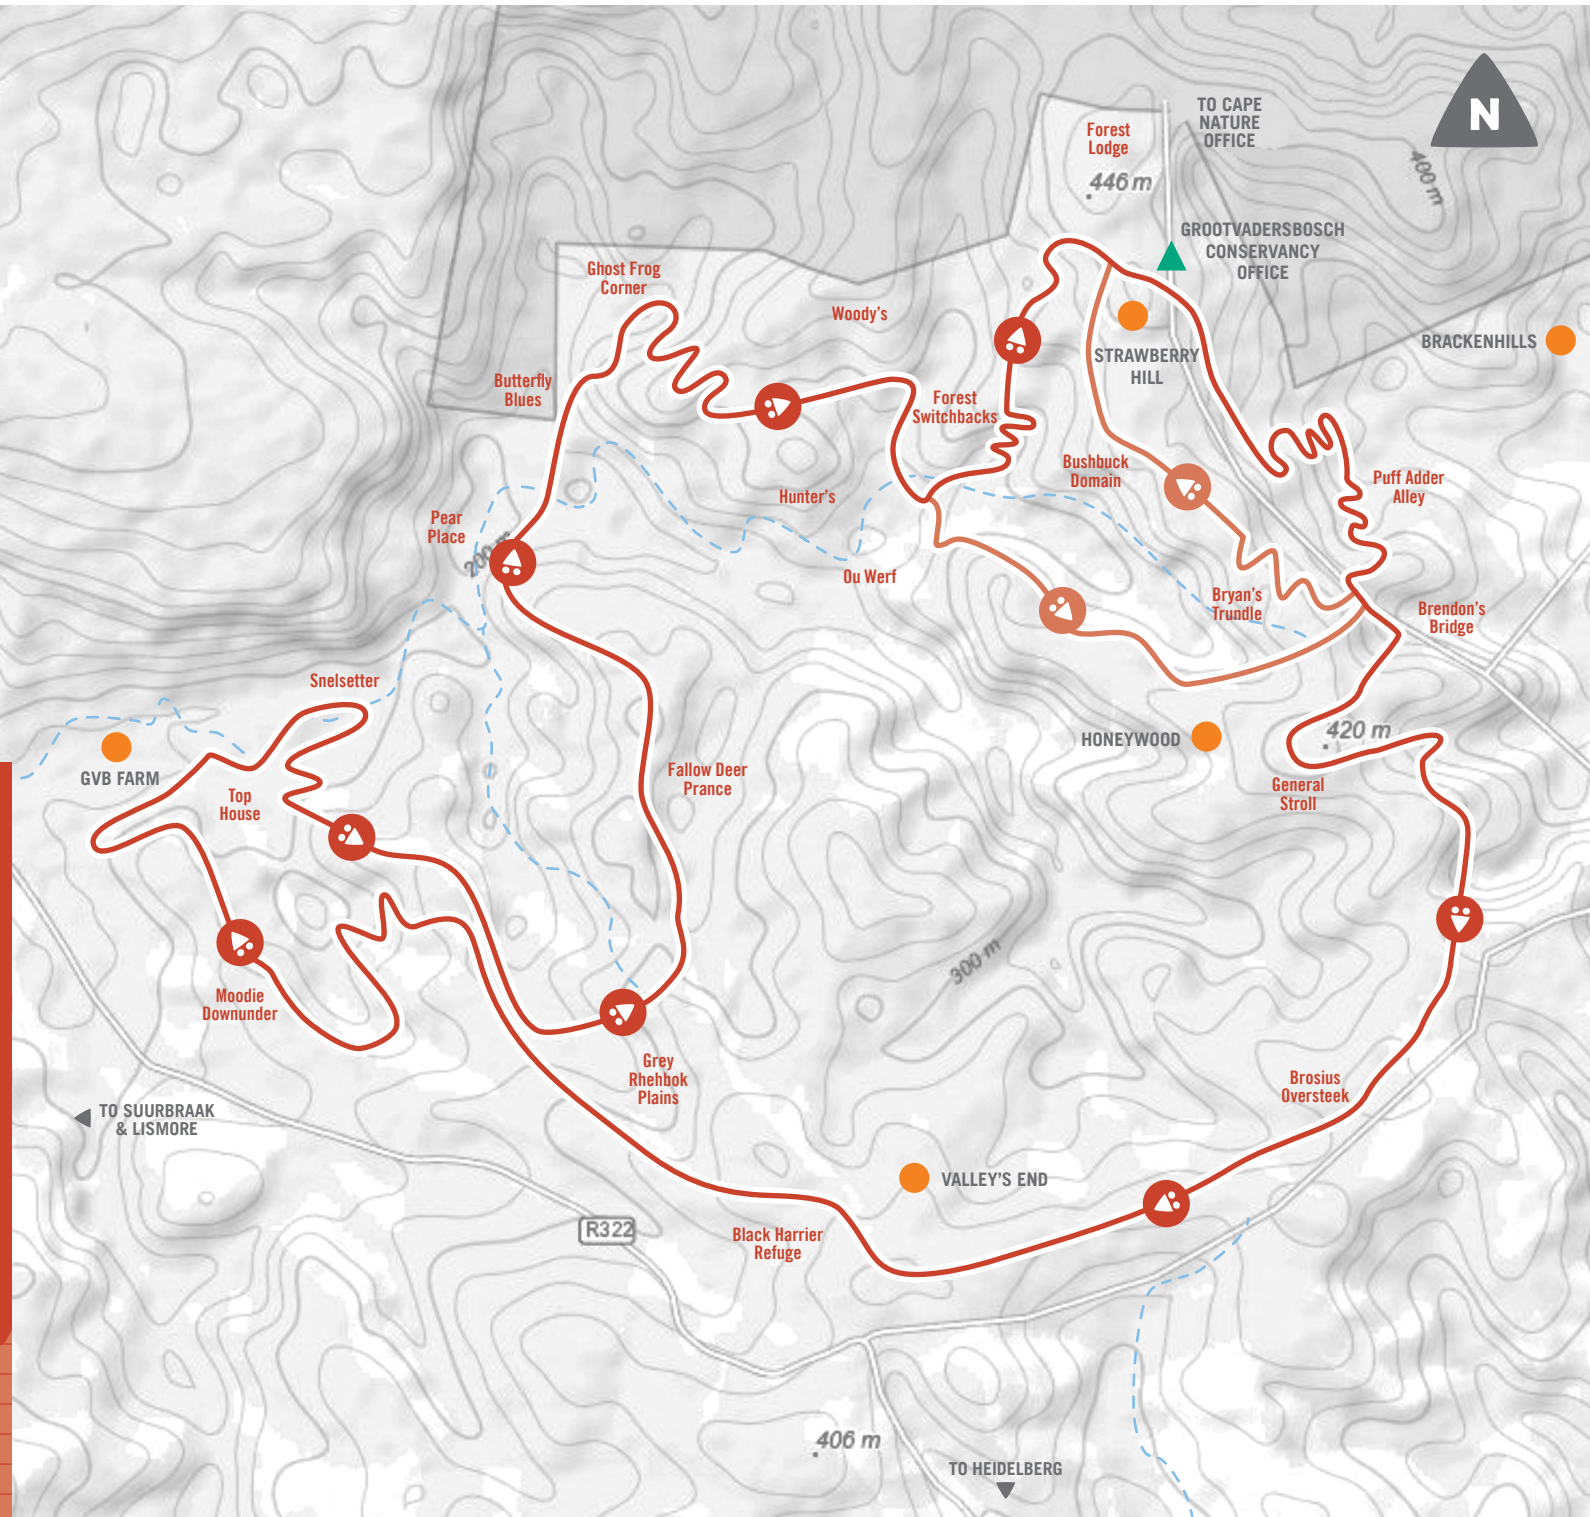 TO CAPE
NATURE
OFFICE
N
Forest
Lodge
446 m
400 m
GROOTVADERSBOSCH
CONSERVANCY
OFFICE
Ghost Frog
Corner
Woody's
BRACKENHILLS
STRAWBERRY
HILL
Butterfly
Blues
Forest
Switchbacks
Bushbuck
Domain
Puff Adder
Alley
Hunter's
Pear
Place
200 m
Ou Werf
Bryan's
Trundle
Brendon's
Bridge
Snelsetter
420 m
HONEYWOOD
GVB FARM
Fallow Deer
Prance
General
Stroll
Top
House
300 m
Moodie
Downunder
Grey
Rhehbok
Plains
Brosius
Oversteek
TO SUURBRAAK
& LISMORE
VALLEY'S END
R322
Black Harrier
Refuge
406 m
TO HEIDELBERG